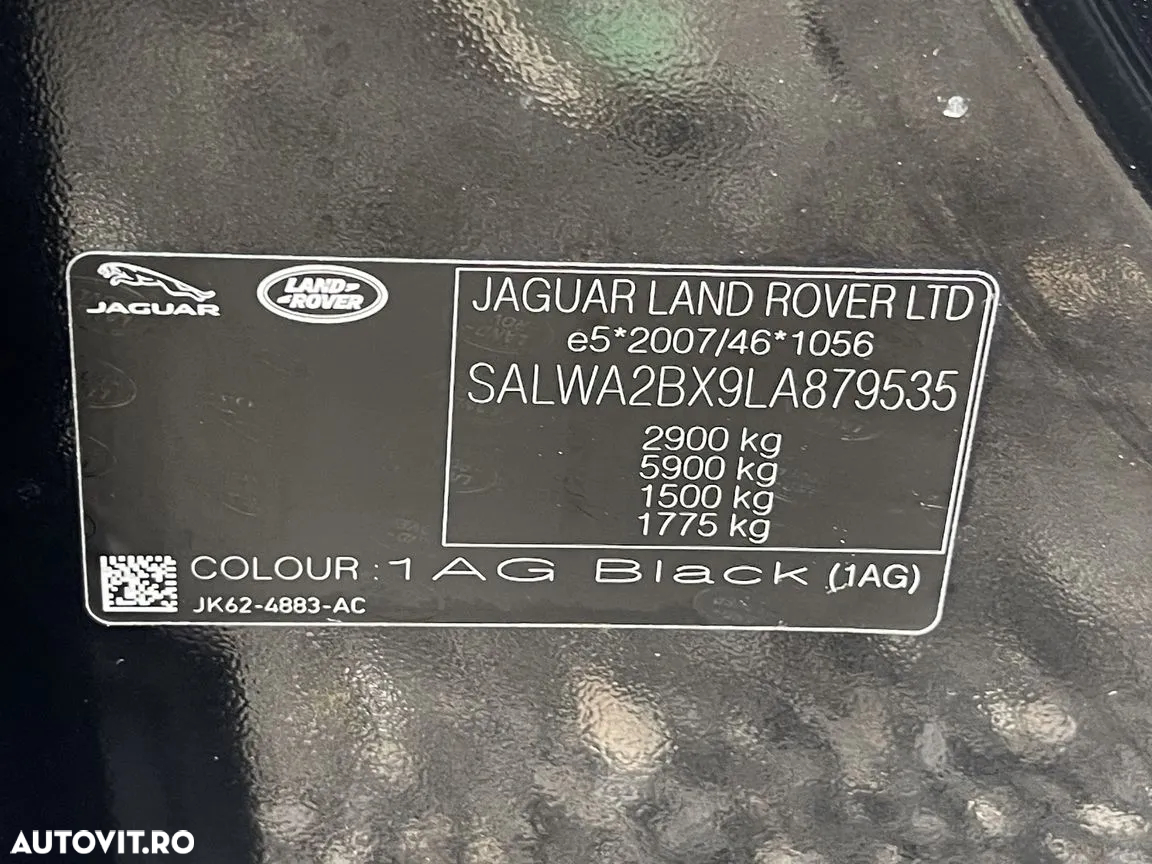 JAGUAR
LAND-
-ROVER
JAGUAR LAND ROVER LTD
e5*2007/46*1056
SALWA2BX9LA879535
2900 kg
5900 kg
1500 kg
1775 kg
COLOUR : 1AG Black (1AG)
JK62-4883-AC
AUTOVIT.RO